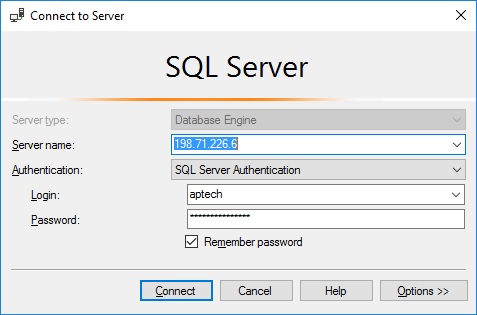 Connect to Server
SQL Server
Server type: Database Engine
Server name: 198.71.226.6
Authentication: SQL Server Authentication
Login: aptech
Password: ***************
Remember password
Connect Cancel Help Options >>